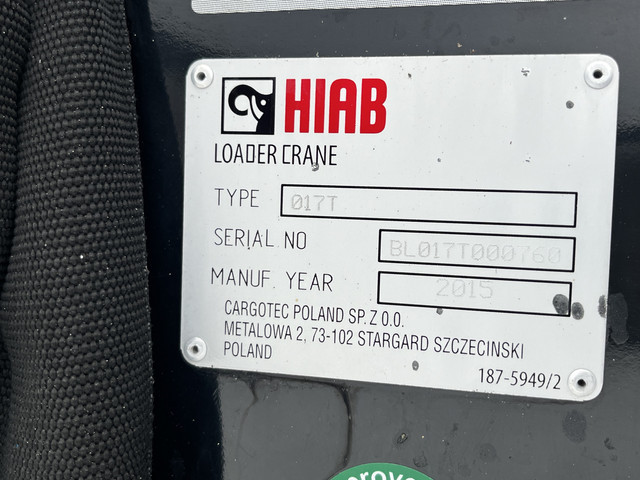 HIAB
LOADER CRANE
TYPE 017T
SERIAL NO BL017T000760
MANUF. YEAR 2015
CARGOTEC POLAND SP. Z O.O.
METALOWA 2, 73-102 STARGARD SZCZECINSKI
POLAND
187-5949/2